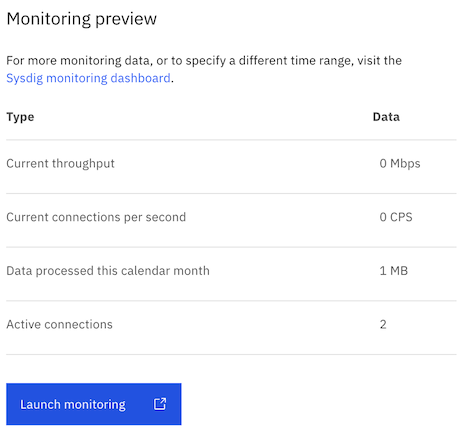 Monitoring preview
For more monitoring data, or to specify a different time range, visit the
Sysdig monitoring dashboard.
Type Data
Current throughput 0 Mbps
Current connections per second 0 CPS
Data processed this calendar month 1 MB
Active connections 2
Launch monitoring